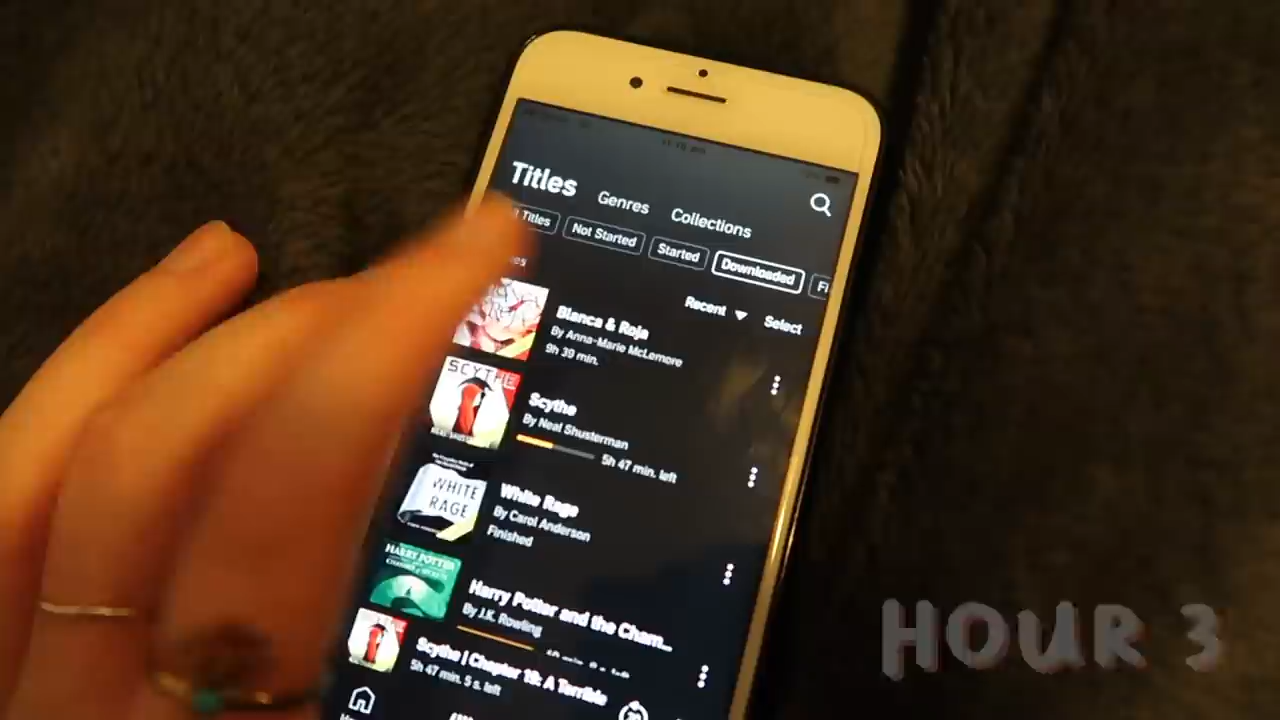 Titles Genres Collections
Titles Not Started Started Downloaded
Recent Select
Blanca & Roja
By Anna-Marie McLemore
9h 39 min.
SCYTHE
Scythe
By Neal Shusterman
5h 47 min. left
WHITE
RAGE
White Rage
By Carol Anderson
Finished
HARRY POTTER
Harry Potter and the Cham...
By J.K. Rowling
Scythe | Chapter 19: A Terrible
5h 47 min. 5 s. left
HOUR 3